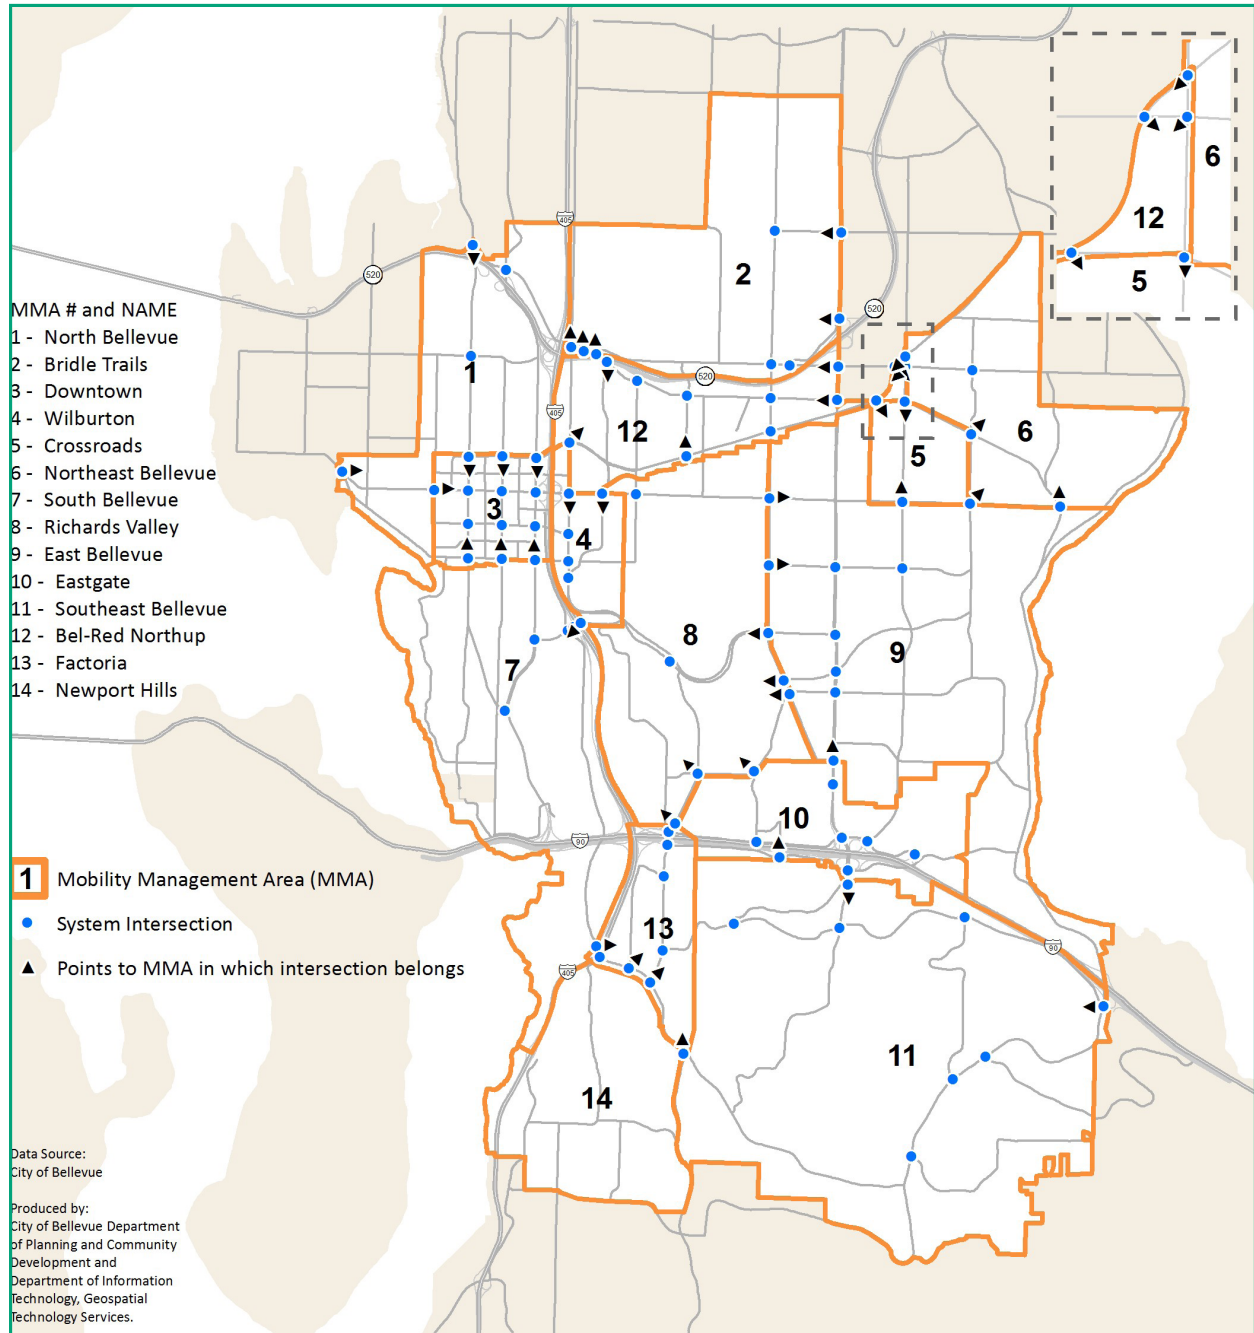 MMA # and NAME
1 - North Bellevue
2 - Bridle Trails
3 - Downtown
4 - Wilburton
5 - Crossroads
6 - Northeast Bellevue
7 - South Bellevue
8 - Richards Valley
9 - East Bellevue
10 - Eastgate
11 - Southeast Bellevue
12 - Bel-Red Northup
13 - Factoria
14 - Newport Hills
1 Mobility Management Area (MMA)
System Intersection
Points to MMA in which intersection belongs
Data Source:
City of Bellevue
Produced by:
City of Bellevue Department
of Planning and Community
Development and
Department of Information
Technology, Geospatial
Technology Services.
6
12
5
405
520
2
520
1
520
405
12
6
5
3
4
8
9
7
10
90
13
90
405
11
14